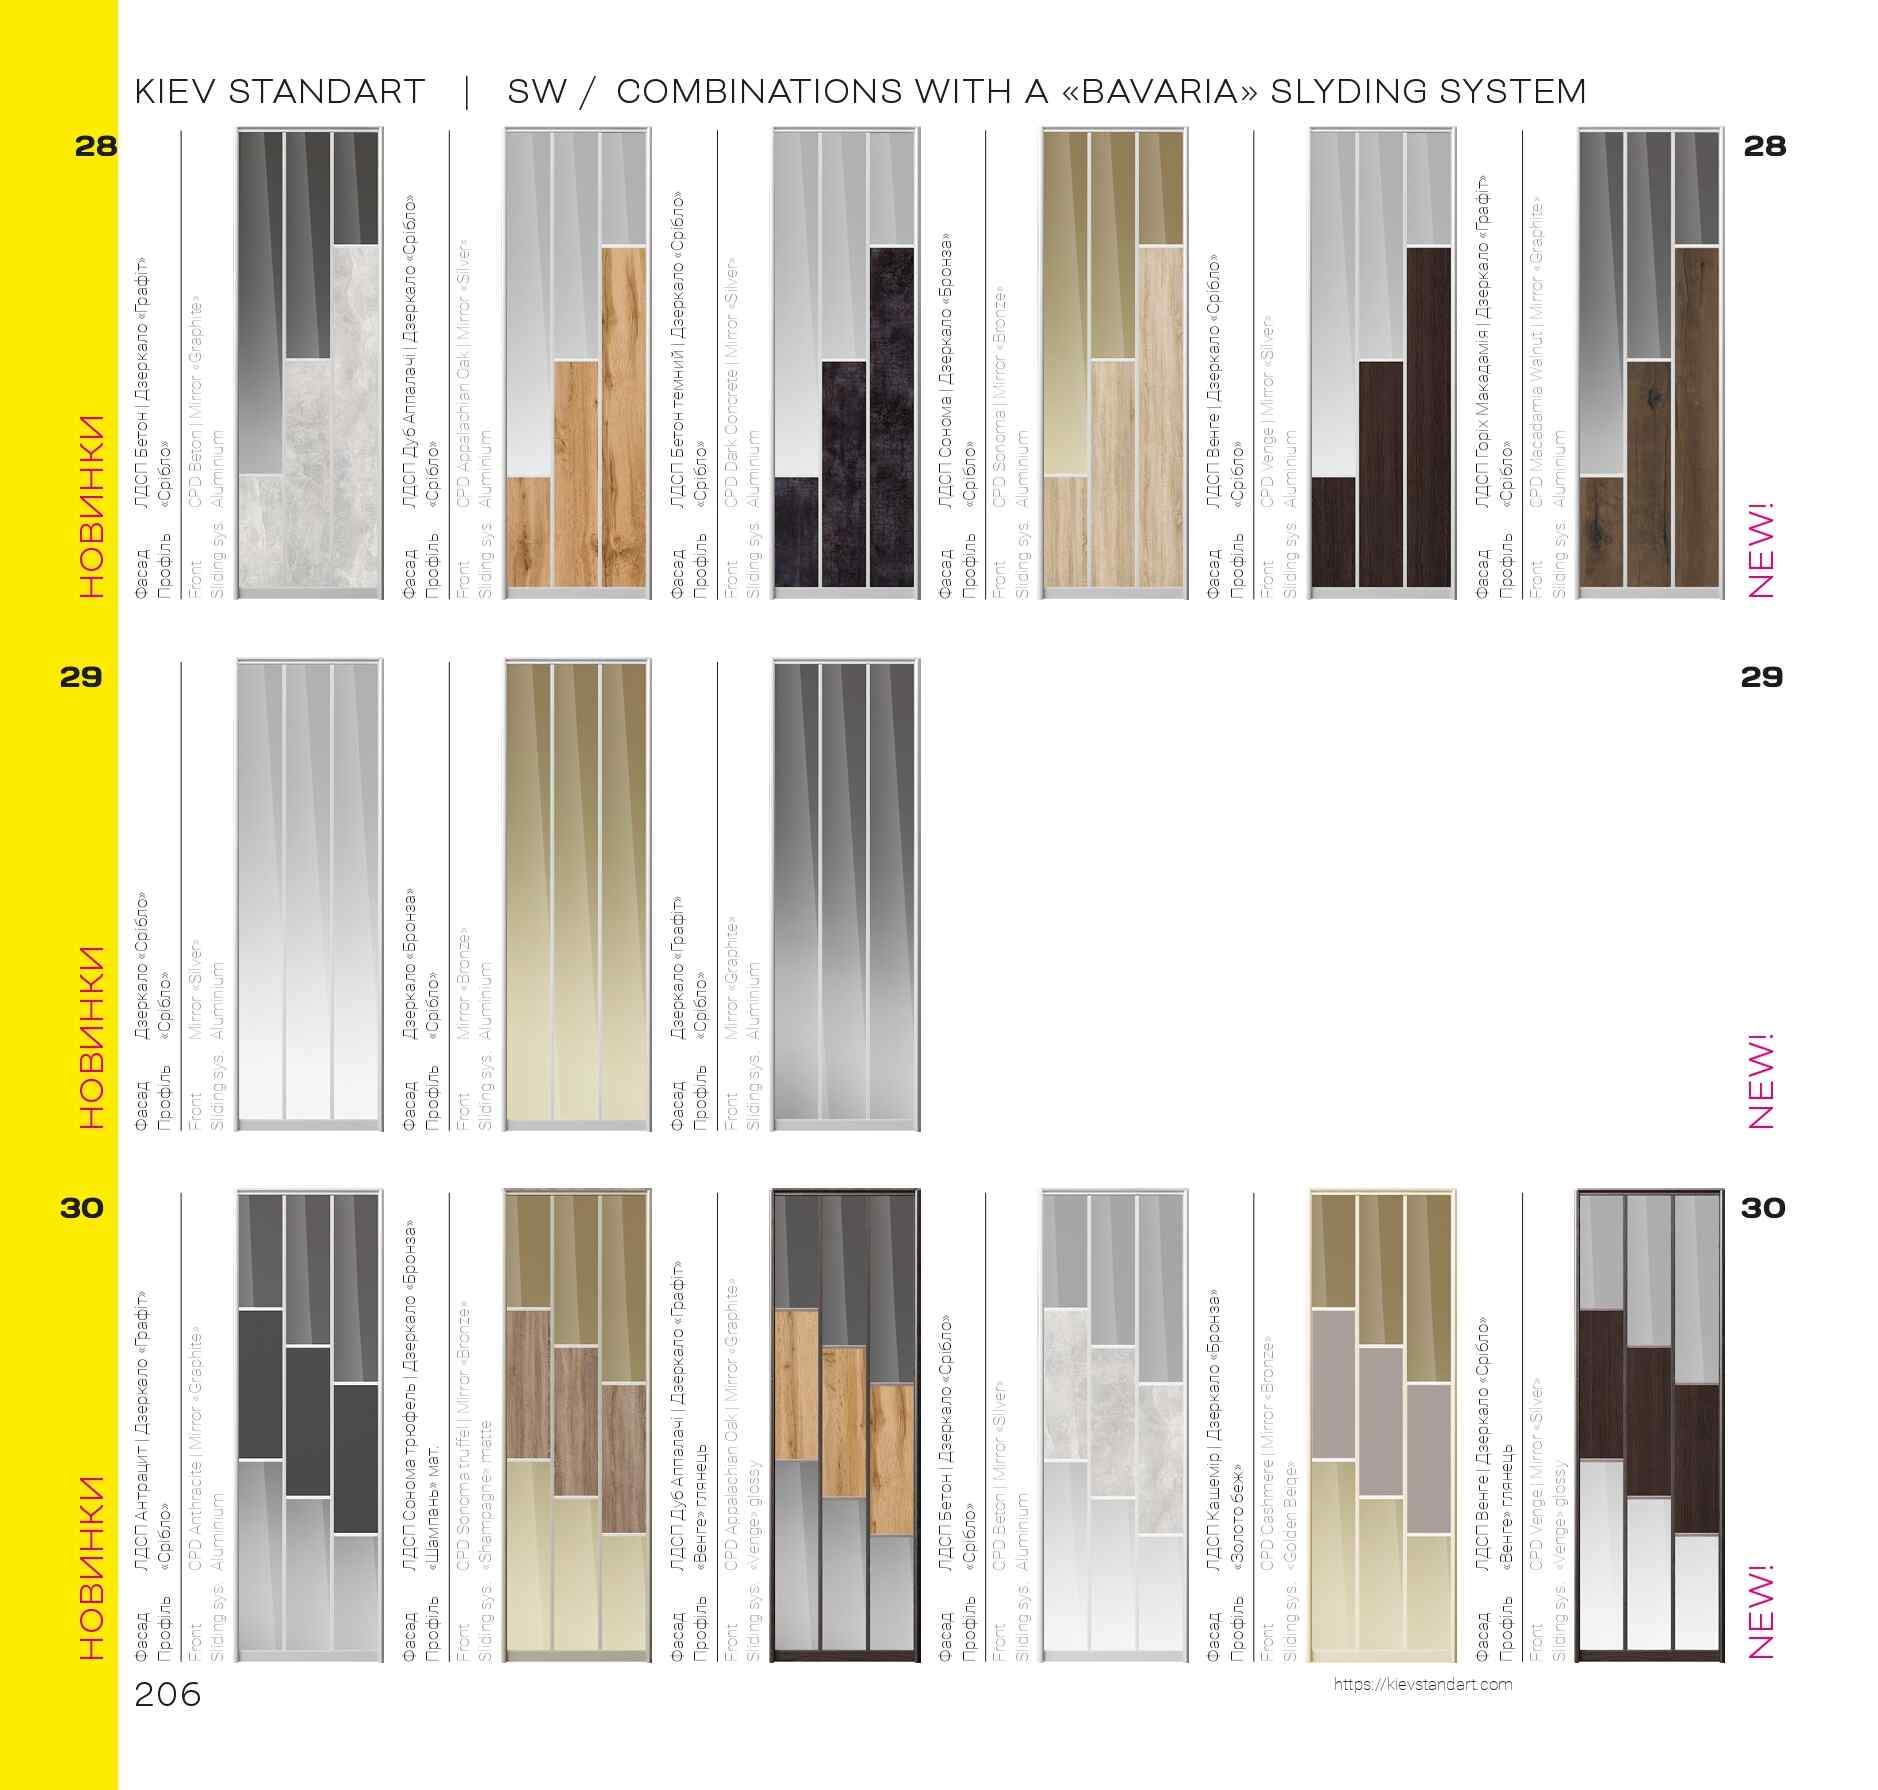 KIEV STANDART | SW / COMBINATIONS WITH A «BAVARIA» SLYDING SYSTEM
28
НОВИНКИ
Фасад ЛДСП Бетон | Дзеркало «Графіт»
Профіль «Срібло»
Front CPD Beton | Mirror «Graphite»
Sliding sys. Aluminium
Фасад ЛДСП Дуб Аппалачі | Дзеркало «Срібло»
Профіль «Срібло»
Front CPD Appalachian Oak | Mirror «Silver»
Sliding sys. Aluminium
Фасад ЛДСП Бетон темний | Дзеркало «Срібло»
Профіль «Срібло»
Front CPD Dark Concrete | Mirror «Silver»
Sliding sys. Aluminium
Фасад ЛДСП Сонома | Дзеркало «Бронза»
Профіль «Срібло»
Front CPD Sonoma | Mirror «Bronze»
Sliding sys. Aluminium
Фасад ЛДСП Венге | Дзеркало «Срібло»
Профіль «Срібло»
Front CPD Venge | Mirror «Silver»
Sliding sys. Aluminium
Фасад ЛДСП Горіх Макадамія | Дзеркало «Графіт»
Профіль «Срібло»
Front CPD Macadamia Walnut | Mirror «Graphite»
Sliding sys. Aluminium
28
NEW!
29
НОВИНКИ
Фасад Дзеркало «Срібло»
Профіль «Срібло»
Front Mirror «Silver»
Sliding sys. Aluminium
Фасад Дзеркало «Бронза»
Профіль «Срібло»
Front Mirror «Bronze»
Sliding sys. Aluminium
Фасад Дзеркало «Графіт»
Профіль «Срібло»
Front Mirror «Graphite»
Sliding sys. Aluminium
29
NEW!
30
НОВИНКИ
Фасад ЛДСП Антрацит | Дзеркало «Графіт»
Профіль «Срібло»
Front CPD Anthracite | Mirror «Graphite»
Sliding sys. Aluminium
Фасад ЛДСП Сонома трюфель | Дзеркало «Бронза»
Профіль «Шампань» мат.
Front CPD Sonoma truffel | Mirror «Bronze»
Sliding sys. «Shampagne» matte
Фасад ЛДСП Дуб Аппалачі | Дзеркало «Графіт»
Профіль «Венге» глянець
Front CPD Appalachian Oak | Mirror «Graphite»
Sliding sys. «Venge» glossy
Фасад ЛДСП Бетон | Дзеркало «Срібло»
Профіль «Срібло»
Front CPD Beton | Mirror «Silver»
Sliding sys. Aluminium
Фасад ЛДСП Кашемір | Дзеркало «Бронза»
Профіль «Золото беж»
Front CPD Cashmere | Mirror «Bronze»
Sliding sys. «Golden Beige»
Фасад ЛДСП Венге | Дзеркало «Срібло»
Профіль «Венге» глянець
Front CPD Venge | Mirror «Silver»
Sliding sys. «Venge» glossy
30
NEW!
206
https://kievstandart.com